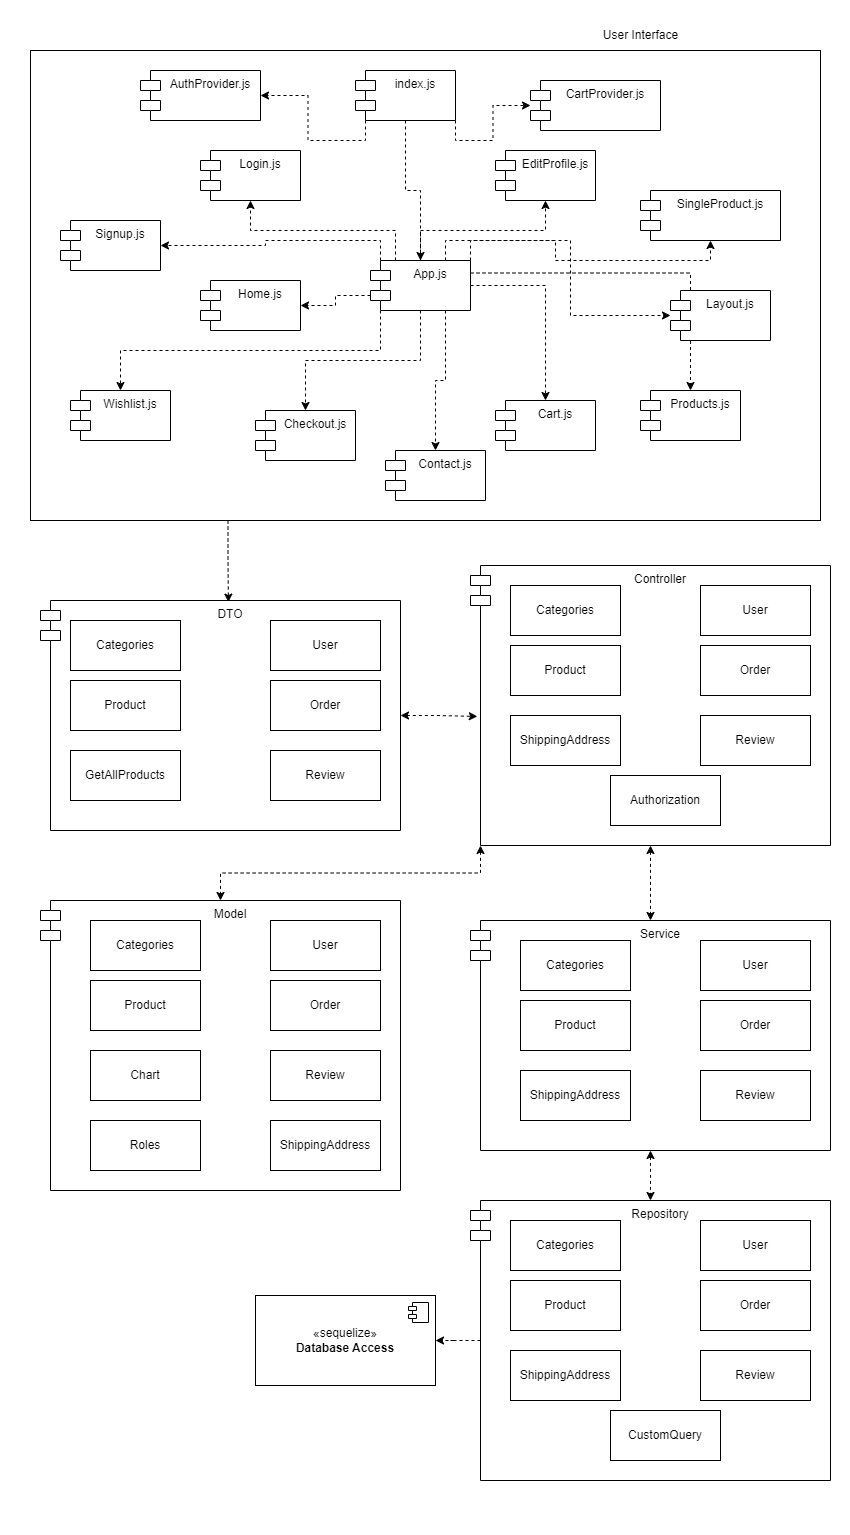 User Interface
AuthProvider.js
index.js
CartProvider.js
Login.js
EditProfile.js
SingleProduct.js
Signup.js
App.js
Home.js
Layout.js
Wishlist.js
Checkout.js
Cart.js
Products.js
Contact.js
DTO
Categories
User
Product
Order
GetAllProducts
Review
Controller
Categories
User
Product
Order
ShippingAddress
Review
Authorization
Model
Categories
User
Product
Order
Chart
Review
Roles
ShippingAddress
Service
Categories
User
Product
Order
ShippingAddress
Review
Repository
Categories
User
Product
Order
ShippingAddress
Review
CustomQuery
«sequelize»
Database Access